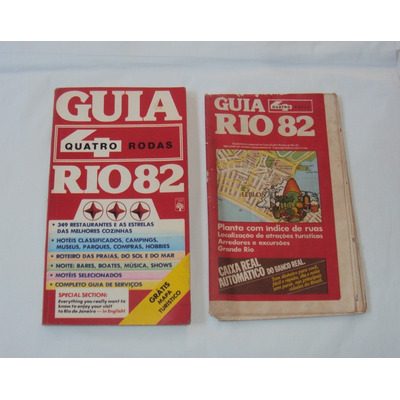 GUIA
4
QUATRO RODAS
RIO 82
• 349 RESTAURANTES E AS ESTRELAS
DAS MELHORES COZINHAS
• HOTÉIS CLASSIFICADOS, CAMPINGS,
MUSEUS, PARQUES, COMPRAS, HOBBIES
• ROTEIRO DAS PRAIAS, DO SOL E DO MAR
• NOITE: BARES, BOATES, MÚSICA, SHOWS
• MOTÉIS SELECIONADOS
• COMPLETO GUIA DE SERVIÇOS
SPECIAL SECTION:
Everything you really want to
know to enjoy your visit
to Rio de Janeiro — in English!
GRÁTIS
MAPA
TURÍSTICO
GUIA
4
QUATRO RODAS
RIO 82
LEBLON
Planta com índice de ruas
Localização de atrações turísticas
Arredores e excursões
Grande Rio
CAIXA REAL
AUTOMÁTICO DO BANCO REAL.